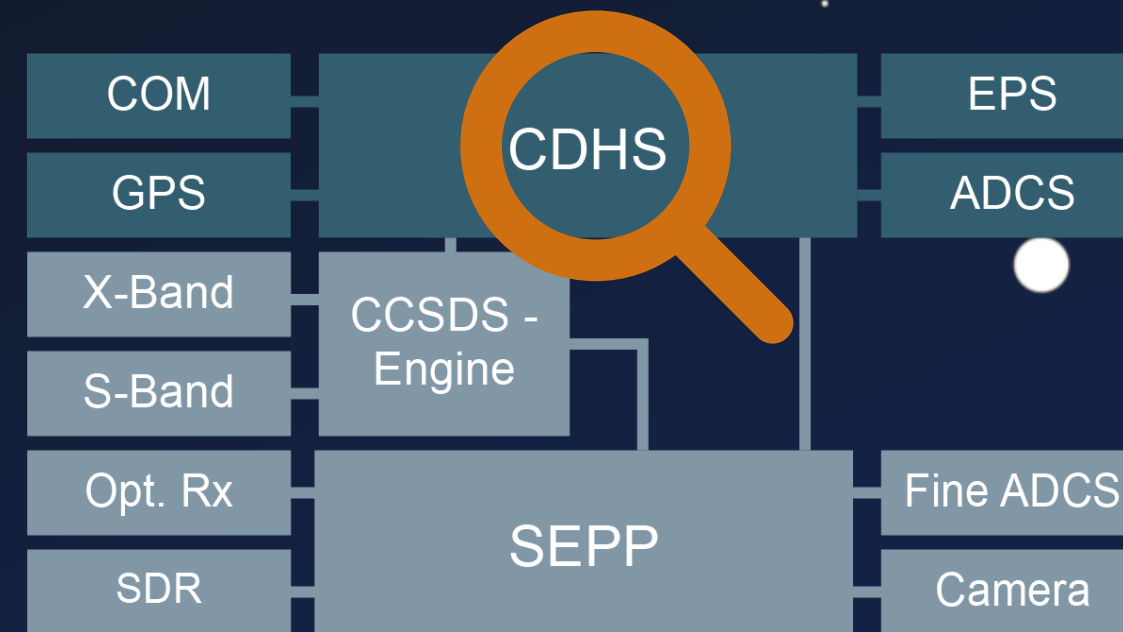 COM
CDHS
EPS
GPS
ADCS
X-Band
CCSDS -
Engine
S-Band
Opt. Rx
SEPP
Fine ADCS
SDR
Camera